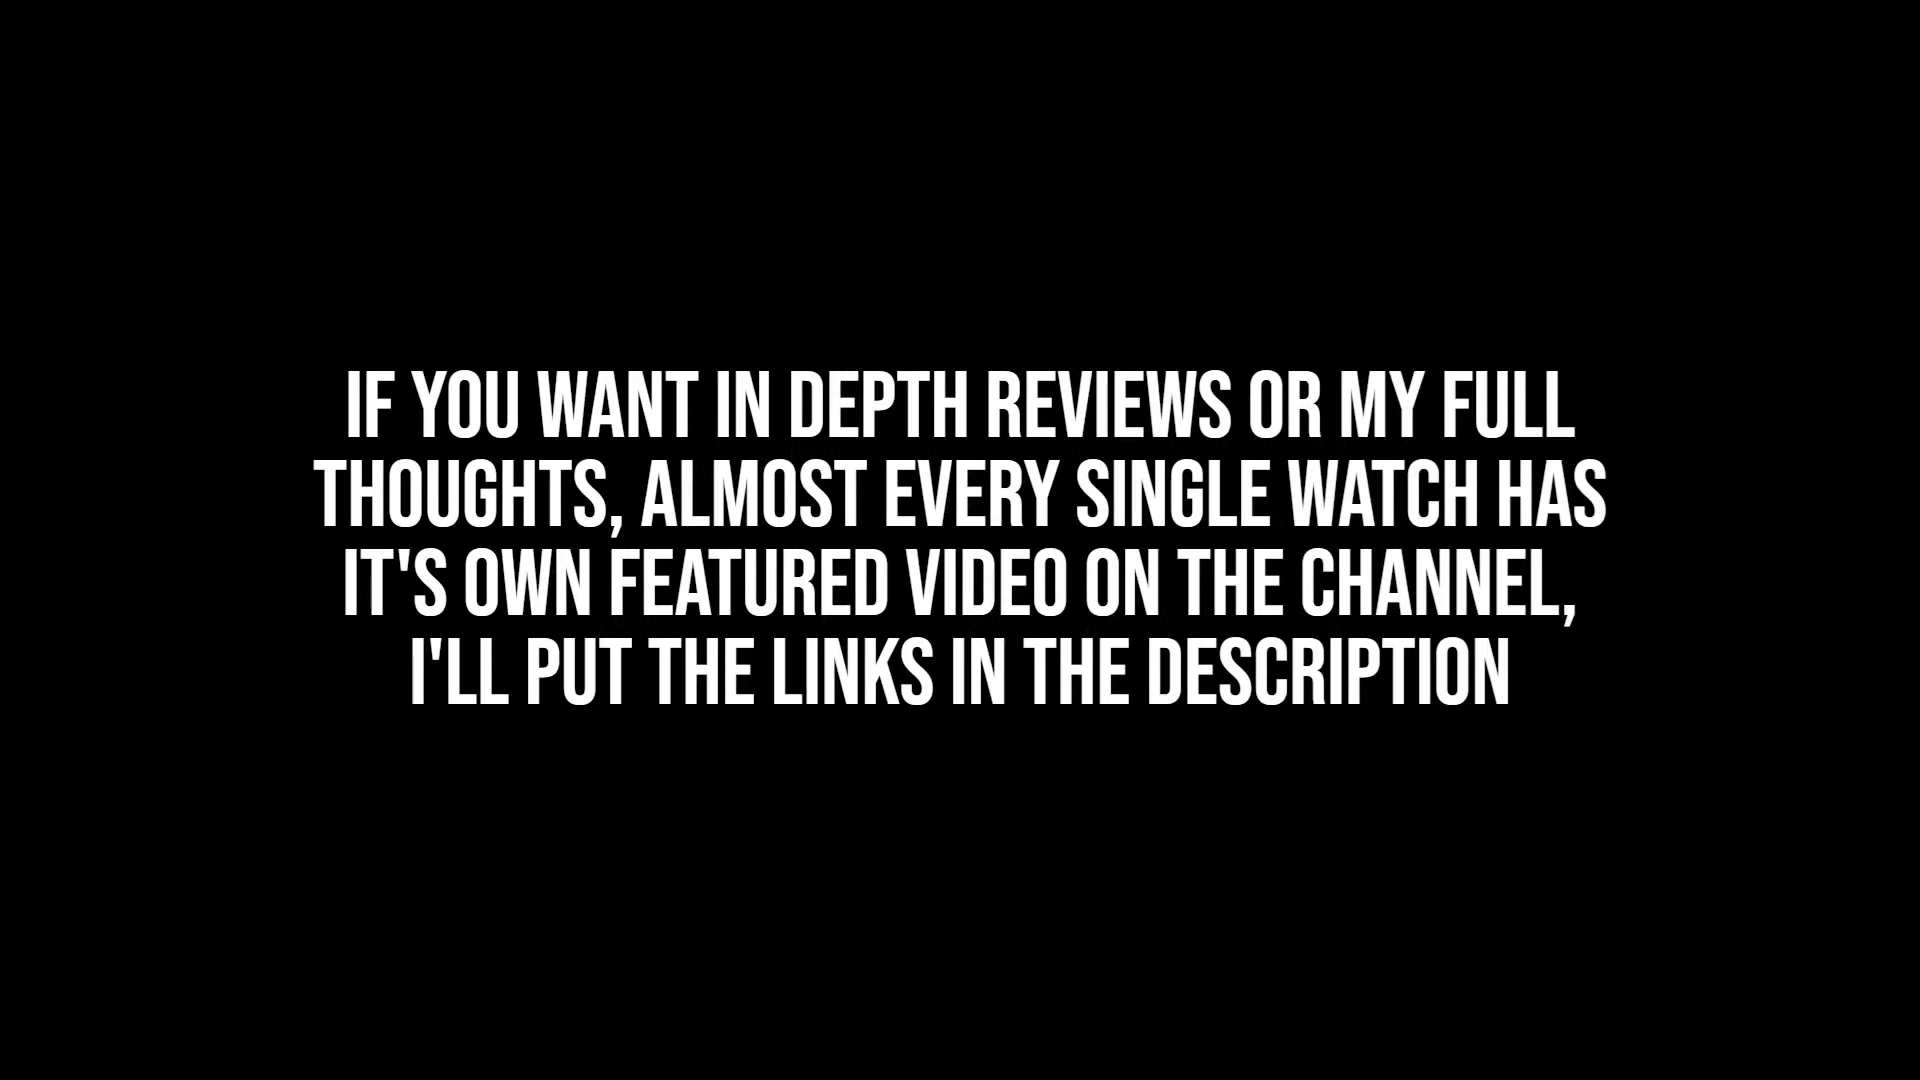 IF YOU WANT IN DEPTH REVIEWS OR MY FULL
THOUGHTS, ALMOST EVERY SINGLE WATCH HAS
IT'S OWN FEATURED VIDEO ON THE CHANNEL,
I'LL PUT THE LINKS IN THE DESCRIPTION